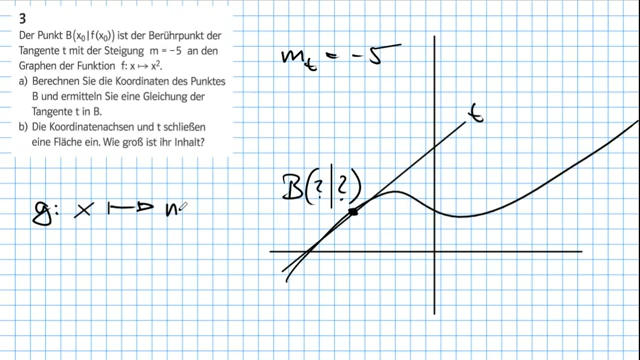 3
Der Punkt B(x₀|f(x₀)) ist der Berührpunkt der
Tangente t mit der Steigung m = −5 an den
Graphen der Funktion f: x ↦ x².
a) Berechnen Sie die Koordinaten des Punktes
B und ermitteln Sie eine Gleichung der
Tangente t in B.
b) Die Koordinatenachsen und t schließen
eine Fläche ein. Wie groß ist ihr Inhalt?
mₜ = −5
t
B(?|?)
g: x ↦